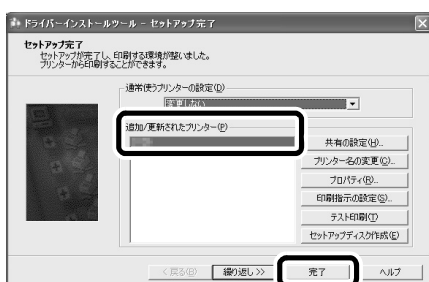 ドライバーインストールツール - セットアップ完了
セットアップ完了
セットアップが完了し、印刷する環境が整いました。
プリンターから印刷することができます。
通常使うプリンターの設定(D)
変更しない
追加/更新されたプリンター(P)
共有の設定(H)...
プリンター名の変更(C)...
プロパティ(R)...
印刷指示の設定(S)...
テスト印刷(T)
セットアップディスク作成(E)
< 戻る(B)
繰り返し >>
完了
ヘルプ